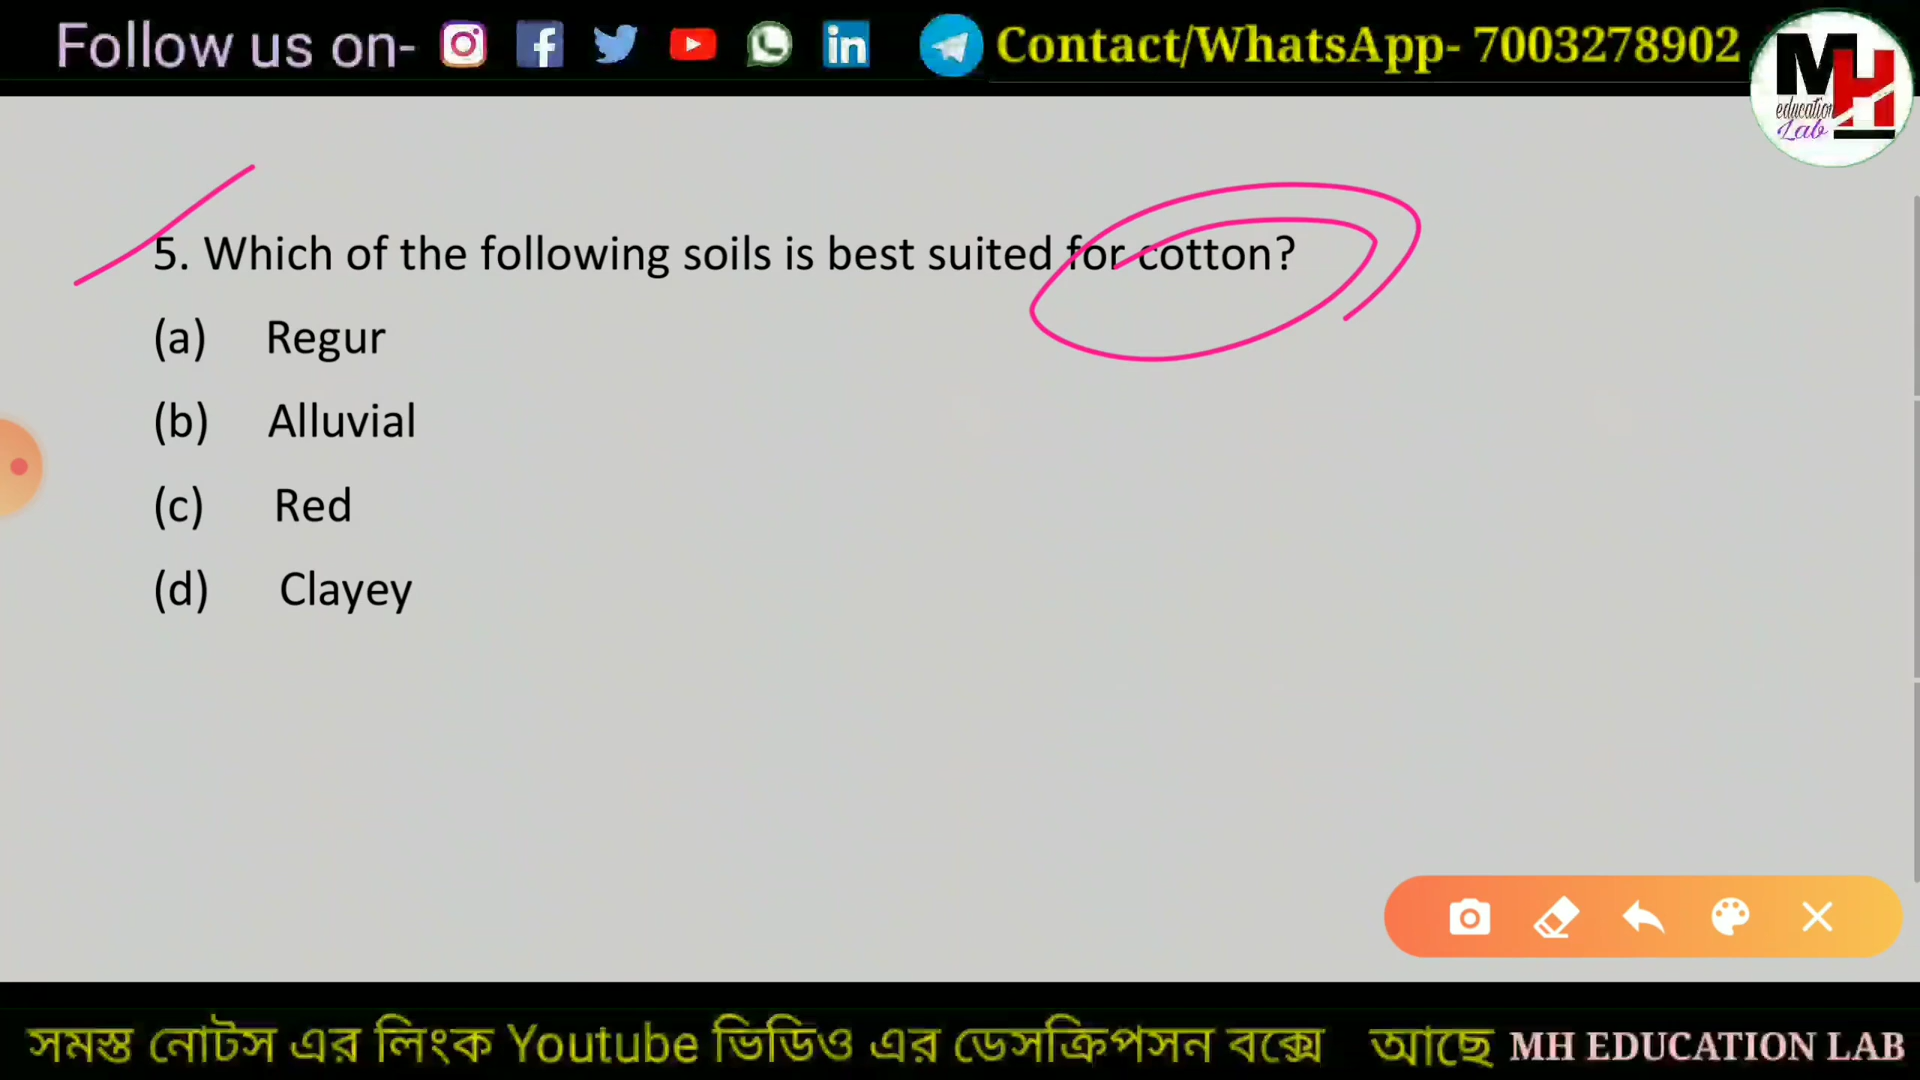 Follow us on- Contact/WhatsApp- 7003278902
MH
education
Lab
5. Which of the following soils is best suited for cotton?
(a) Regur
(b) Alluvial
(c) Red
(d) Clayey
সমস্ত নোটস এর লিংক Youtube ভিডিও এর ডেসক্রিপসন বক্সে আছে MH EDUCATION LAB